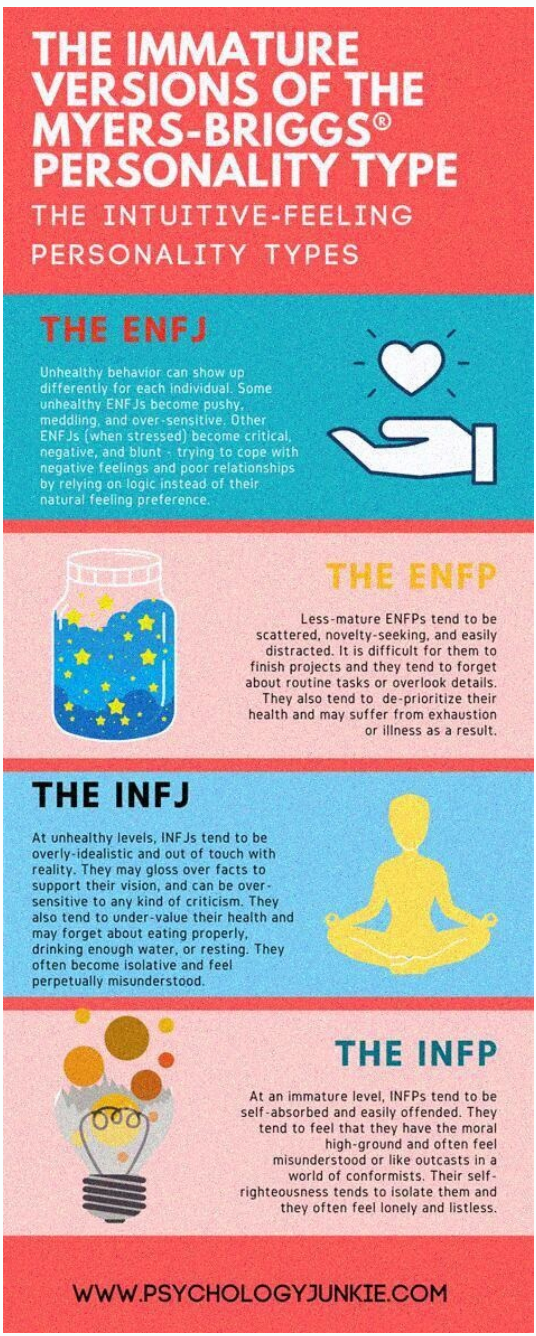 THE IMMATURE
VERSIONS OF THE
MYERS-BRIGGS®
PERSONALITY TYPE
THE INTUITIVE-FEELING
PERSONALITY TYPES
THE ENFJ
Unhealthy behavior can show up
differently for each individual. Some
unhealthy ENFJs become pushy,
meddling, and over-sensitive. Other
ENFJs (when stressed) become critical,
negative, and blunt - trying to cope with
negative feelings and poor relationships
by relying on logic instead of their
natural feeling preference.
THE ENFP
Less-mature ENFPs tend to be
scattered, novelty-seeking, and easily
distracted. It is difficult for them to
finish projects and they tend to forget
about routine tasks or overlook details.
They also tend to de-prioritize their
health and may suffer from exhaustion
or illness as a result.
THE INFJ
At unhealthy levels, INFJs tend to be
overly-idealistic and out of touch with
reality. They may gloss over facts to
support their vision, and can be over-
sensitive to any kind of criticism. They
also tend to under-value their health and
may forget about eating properly,
drinking enough water, or resting. They
often become isolative and feel
perpetually misunderstood.
THE INFP
At an immature level, INFPs tend to be
self-absorbed and easily offended. They
tend to feel that they have the moral
high-ground and often feel
misunderstood or like outcasts in a
world of conformists. Their self-
righteousness tends to isolate them and
they often feel lonely and listless.
WWW.PSYCHOLOGYJUNKIE.COM